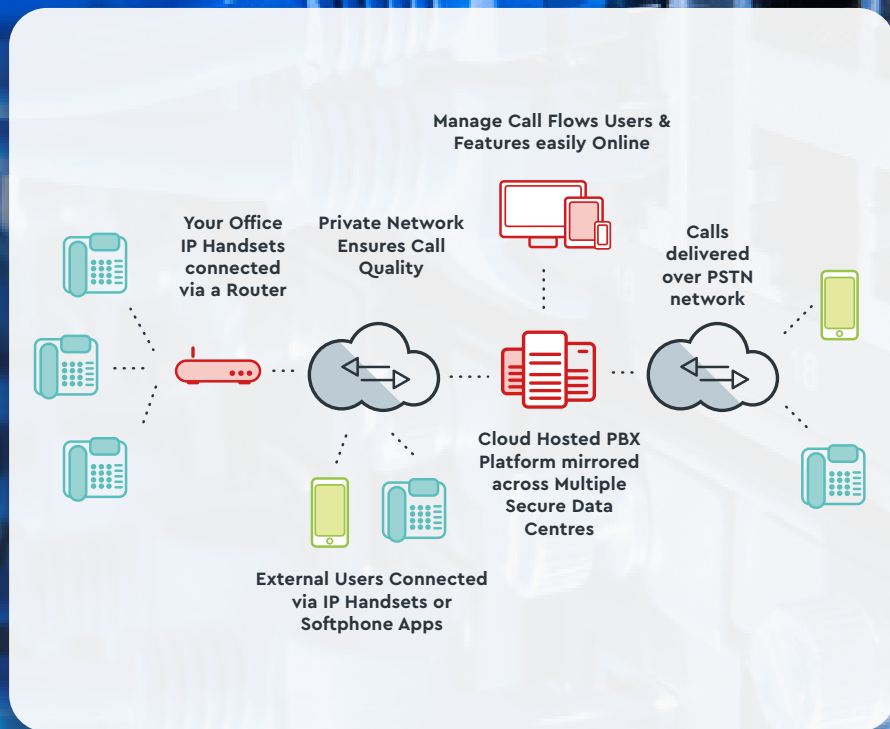 Manage Call Flows Users &
Features easily Online
Your Office
IP Handsets
connected
via a Router
Private Network
Ensures Call
Quality
Calls
delivered
over PSTN
network
Cloud Hosted PBX
Platform mirrored
across Multiple
Secure Data
Centres
External Users Connected
via IP Handsets or
Softphone Apps